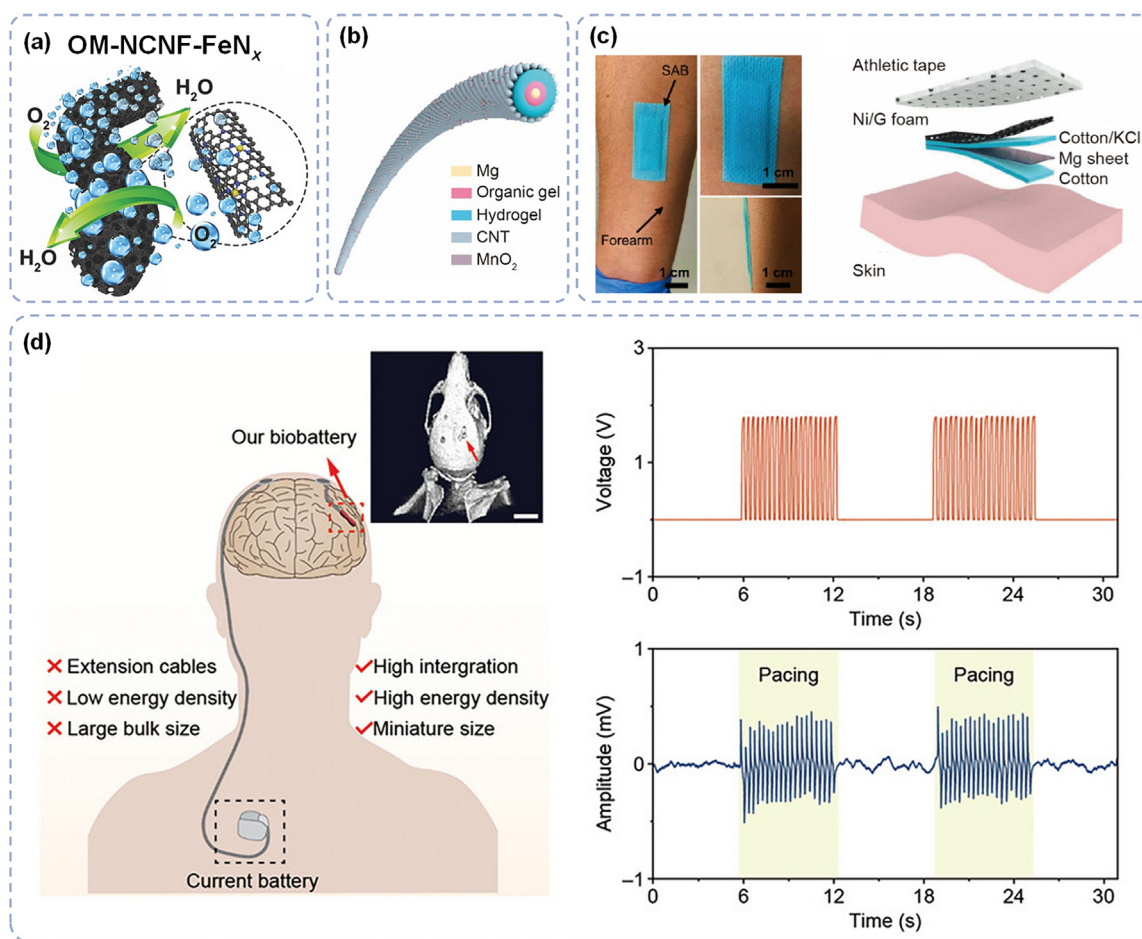 (a)
OM-NCNF-FeNx
O2
H2O
H2O
O2
(b)
2
Mg
Organic gel
Hydrogel
CNT
MnO2
(c)
SAB
Forearm
1 cm
1 cm
1 cm
Athletic tape
Ni/G foam
Cotton/KCl
Mg sheet
Cotton
Skin
(d)
Our biobattery
Extension cables
Low energy density
Large bulk size
High intergration
High energy density
Miniature size
Current battery
3
1
–1
Voltage (V)
0 6 12 18 24 30
Time (s)
1
0
–1
Amplitude (mV)
Pacing Pacing
0 6 12 18 24 30
Time (s)